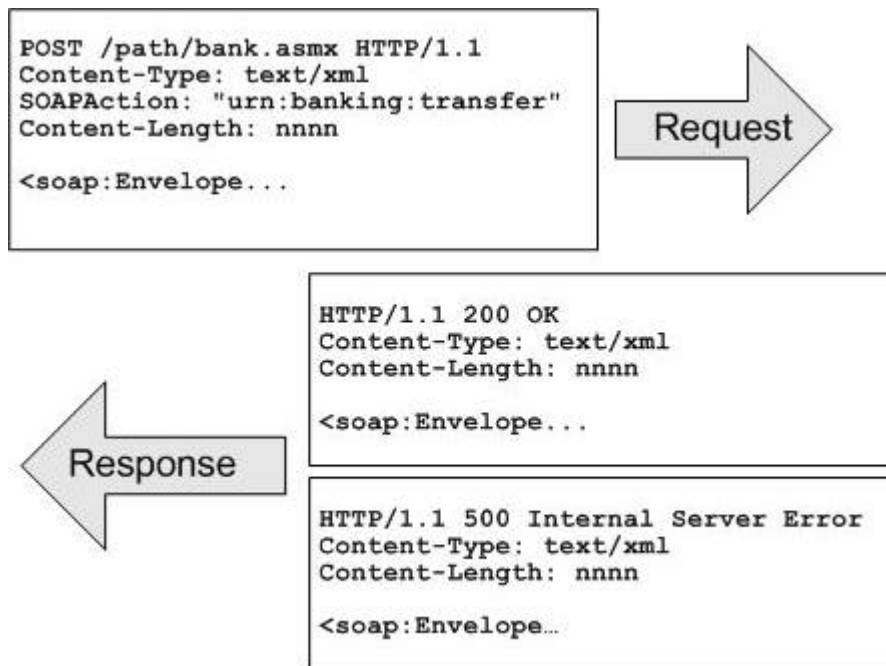 POST /path/bank.asmx HTTP/1.1
Content-Type: text/xml
SOAPAction: "urn:banking:transfer"
Content-Length: nnnn
<soap:Envelope...
Request
HTTP/1.1 200 OK
Content-Type: text/xml
Content-Length: nnnn
<soap:Envelope...
Response
HTTP/1.1 500 Internal Server Error
Content-Type: text/xml
Content-Length: nnnn
<soap:Envelope…